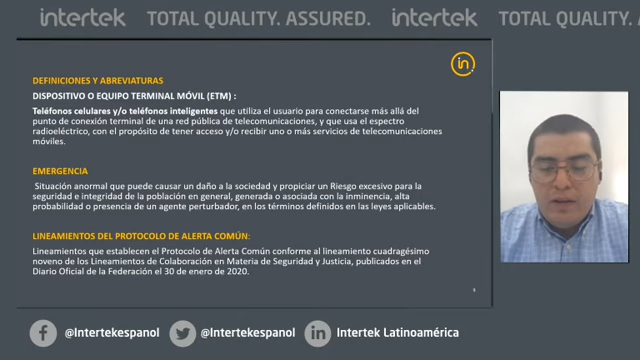 intertek TOTAL QUALITY. ASSURED. intertek TOTAL QUALITY.
in
DEFINICIONES Y ABREVIATURAS
DISPOSITIVO O EQUIPO TERMINAL MÓVIL (ETM) :
Teléfonos celulares y/o teléfonos inteligentes que utiliza el usuario para conectarse más allá del
punto de conexión terminal de una red pública de telecomunicaciones, y que usa el espectro
radioeléctrico, con el propósito de tener acceso y/o recibir uno o más servicios de telecomunicaciones
móviles.
EMERGENCIA
Situación anormal que puede causar un daño a la sociedad y propiciar un Riesgo excesivo para la
seguridad e integridad de la población en general, generada o asociada con la inminencia, alta
probabilidad o presencia de un agente perturbador, en los términos definidos en las leyes aplicables.
LINEAMIENTOS DEL PROTOCOLO DE ALERTA COMÚN:
Lineamientos que establecen el Protocolo de Alerta Común conforme al lineamiento cuadragésimo
noveno de los Lineamientos de Colaboración en Materia de Seguridad y Justicia, publicados en el
Diario Oficial de la Federación el 30 de enero de 2020.
@Intertekespanol @Intertekespanol Intertek Latinoamérica